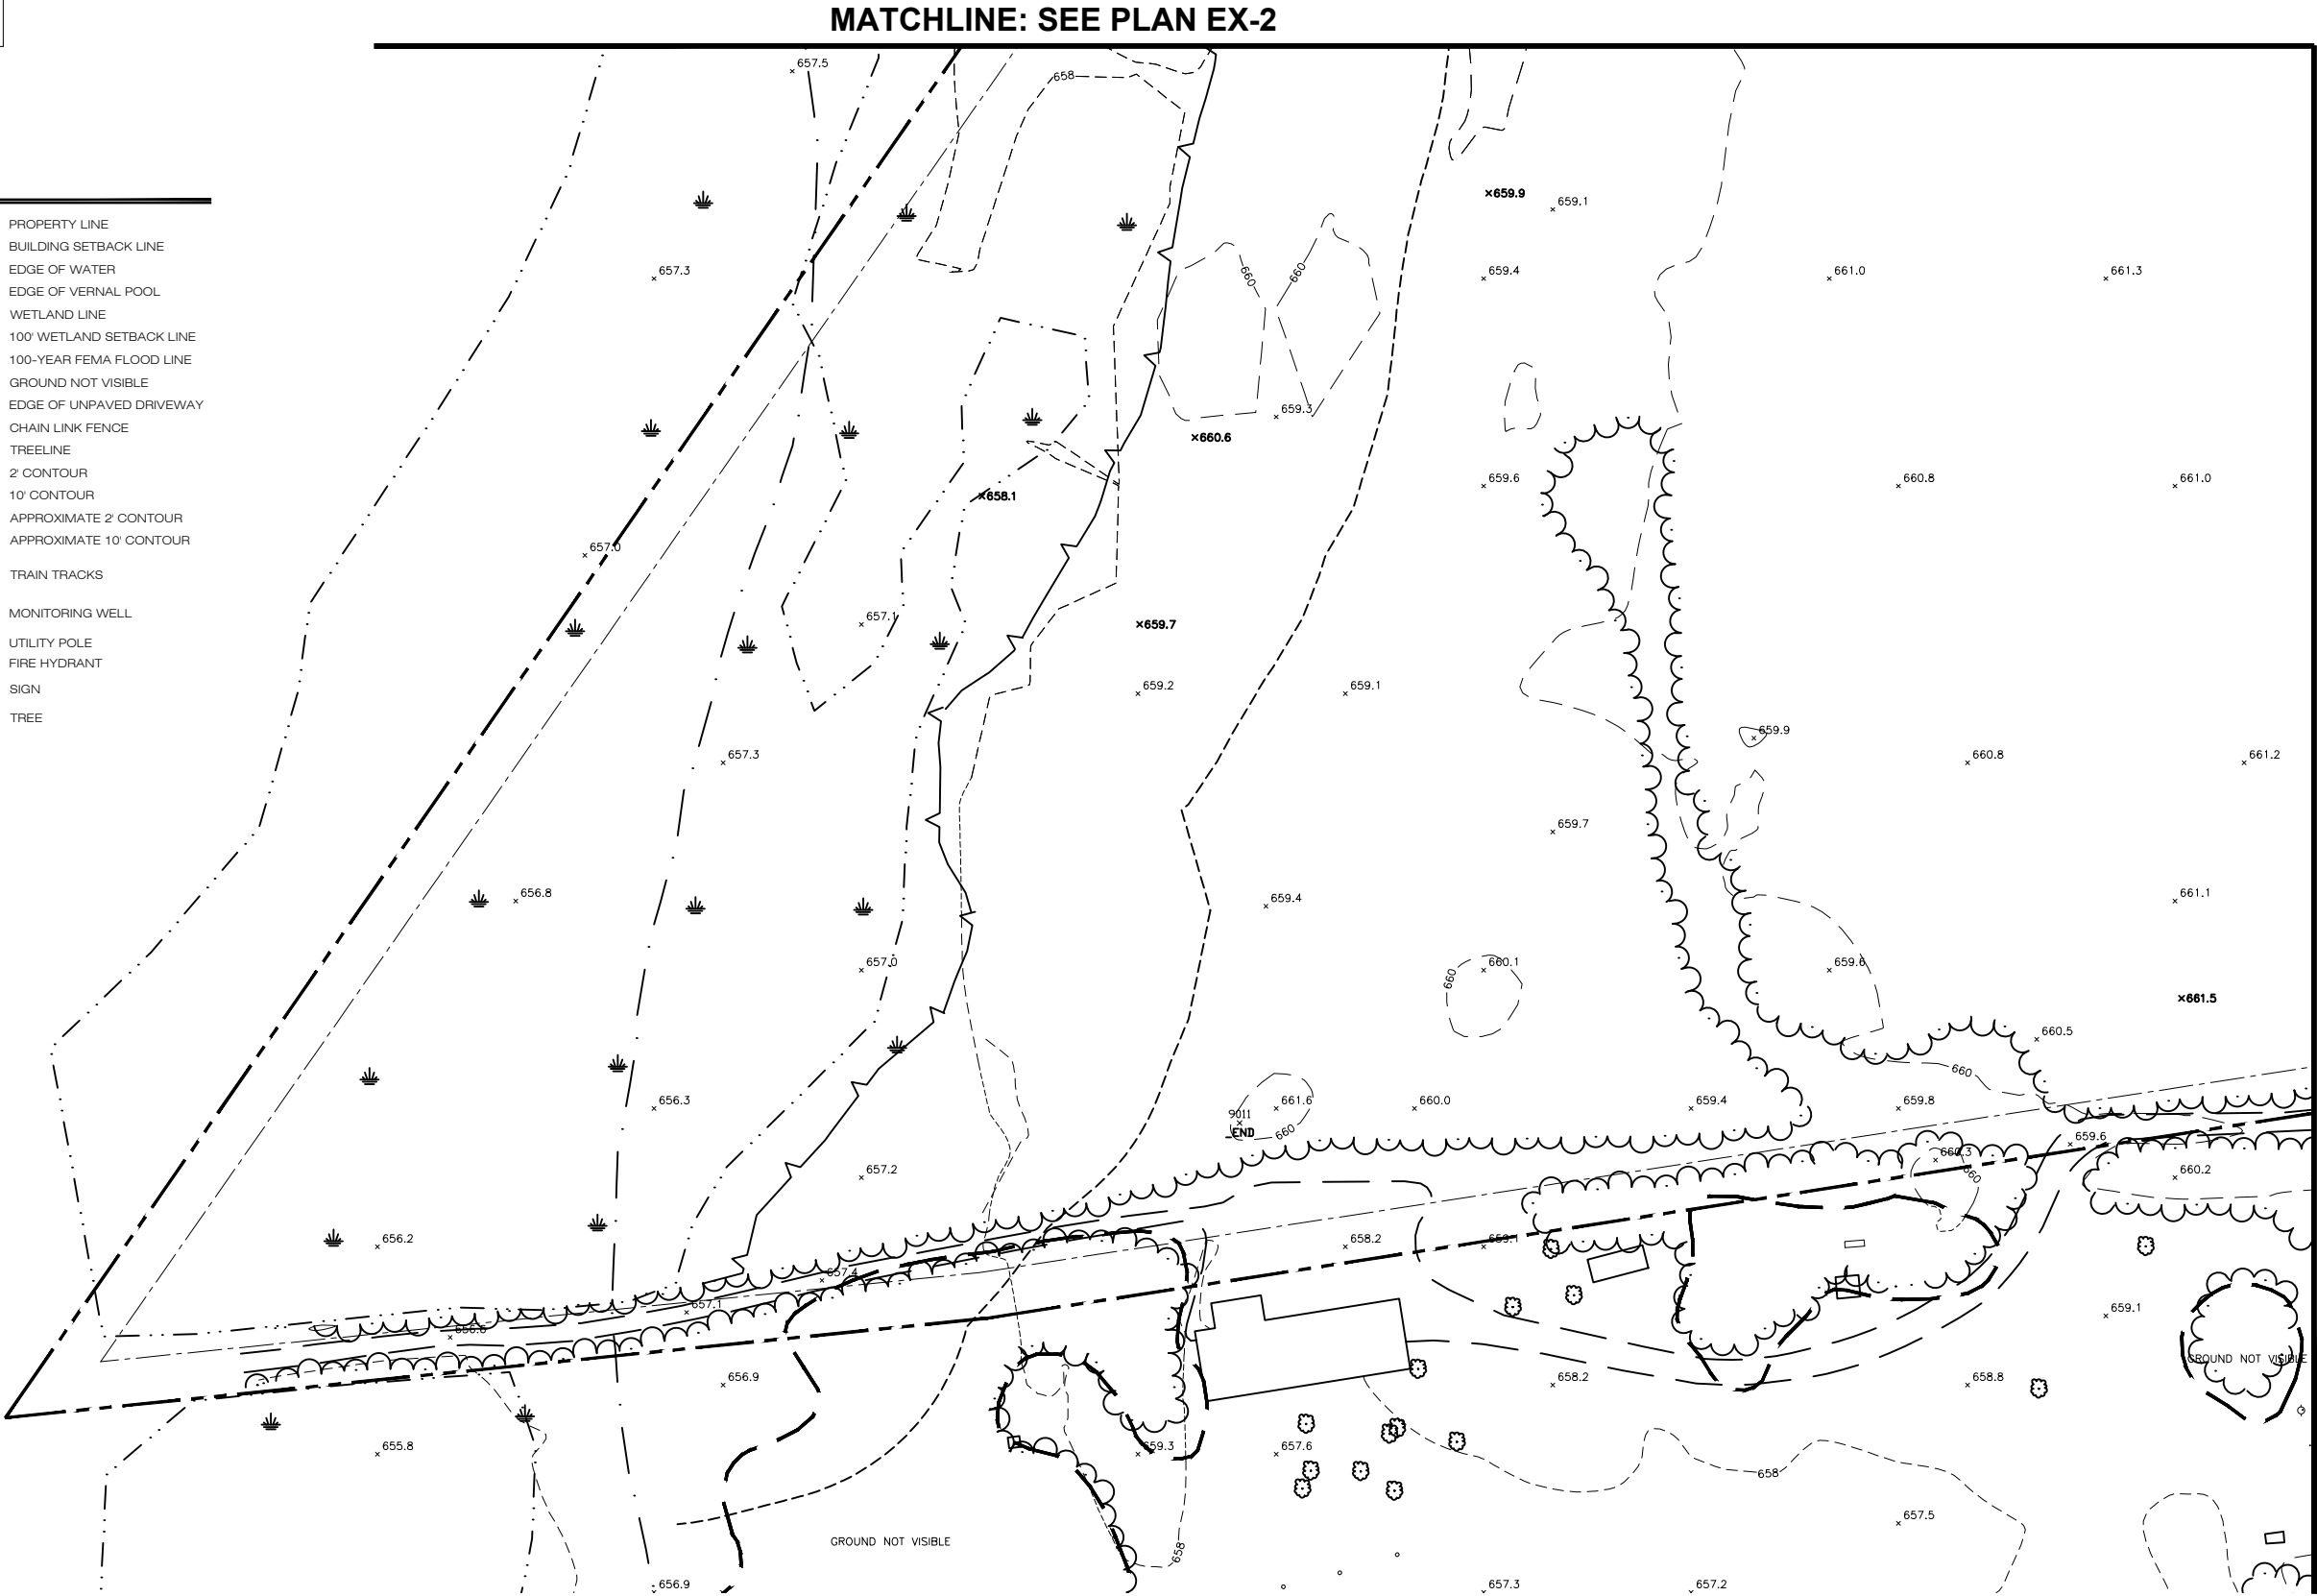 MATCHLINE: SEE PLAN EX-2
PROPERTY LINE
BUILDING SETBACK LINE
EDGE OF WATER
EDGE OF VERNAL POOL
WETLAND LINE
100' WETLAND SETBACK LINE
100-YEAR FEMA FLOOD LINE
GROUND NOT VISIBLE
EDGE OF UNPAVED DRIVEWAY
CHAIN LINK FENCE
TREELINE
2' CONTOUR
10' CONTOUR
APPROXIMATE 2' CONTOUR
APPROXIMATE 10' CONTOUR
TRAIN TRACKS
MONITORING WELL
UTILITY POLE
FIRE HYDRANT
SIGN
TREE
×657.5
658
×659.9
×659.1
×657.3
660
660
×659.4
×661.0
×661.3
×659.3
×660.6
×659.6
×660.8
×661.0
×658.1
×657.0
×657.1
×659.7
×659.2
×659.1
×657.3
×659.9
×660.8
×661.2
×659.7
×656.8
×659.4
×661.1
×657.0
660
×660.1
×659.6
×661.5
×660.5
660
×656.3
9011
END
×661.6
660
×660.0
×659.4
×659.8
×659.6
×657.2
×660.3
660
×660.2
×656.2
×658.2
×659.1
×657.4
×657.1
×656.6
×659.1
GROUND NOT VISIBLE
×656.9
×658.2
×658.8
×655.8
×659.3
×657.6
658
×657.5
GROUND NOT VISIBLE
658
×656.9
×657.3
×657.2